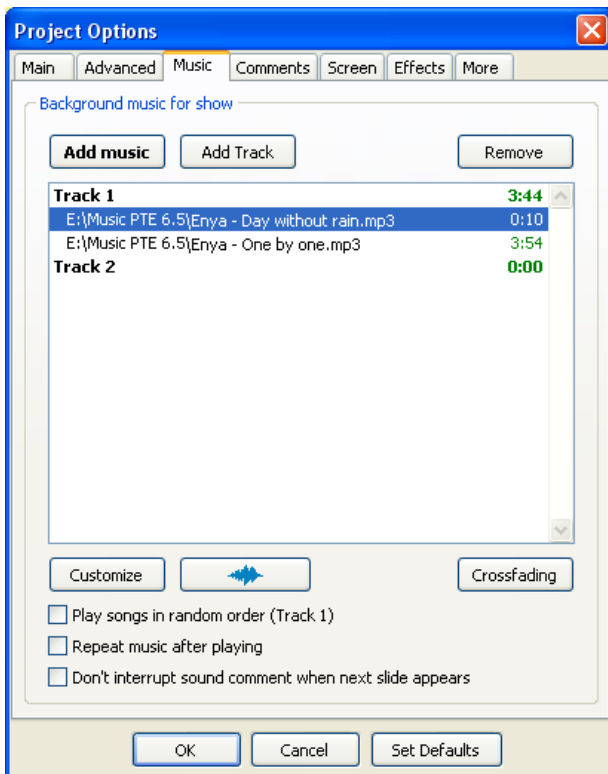 Project Options
Main Advanced Music Comments Screen Effects More
Background music for show
Add music Add Track Remove
Track 1 3:44
E:\Music PTE 6.5\Enya - Day without rain.mp3 0:10
E:\Music PTE 6.5\Enya - One by one.mp3 3:54
Track 2 0:00
Customize Crossfading
Play songs in random order (Track 1)
Repeat music after playing
Don't interrupt sound comment when next slide appears
OK Cancel Set Defaults